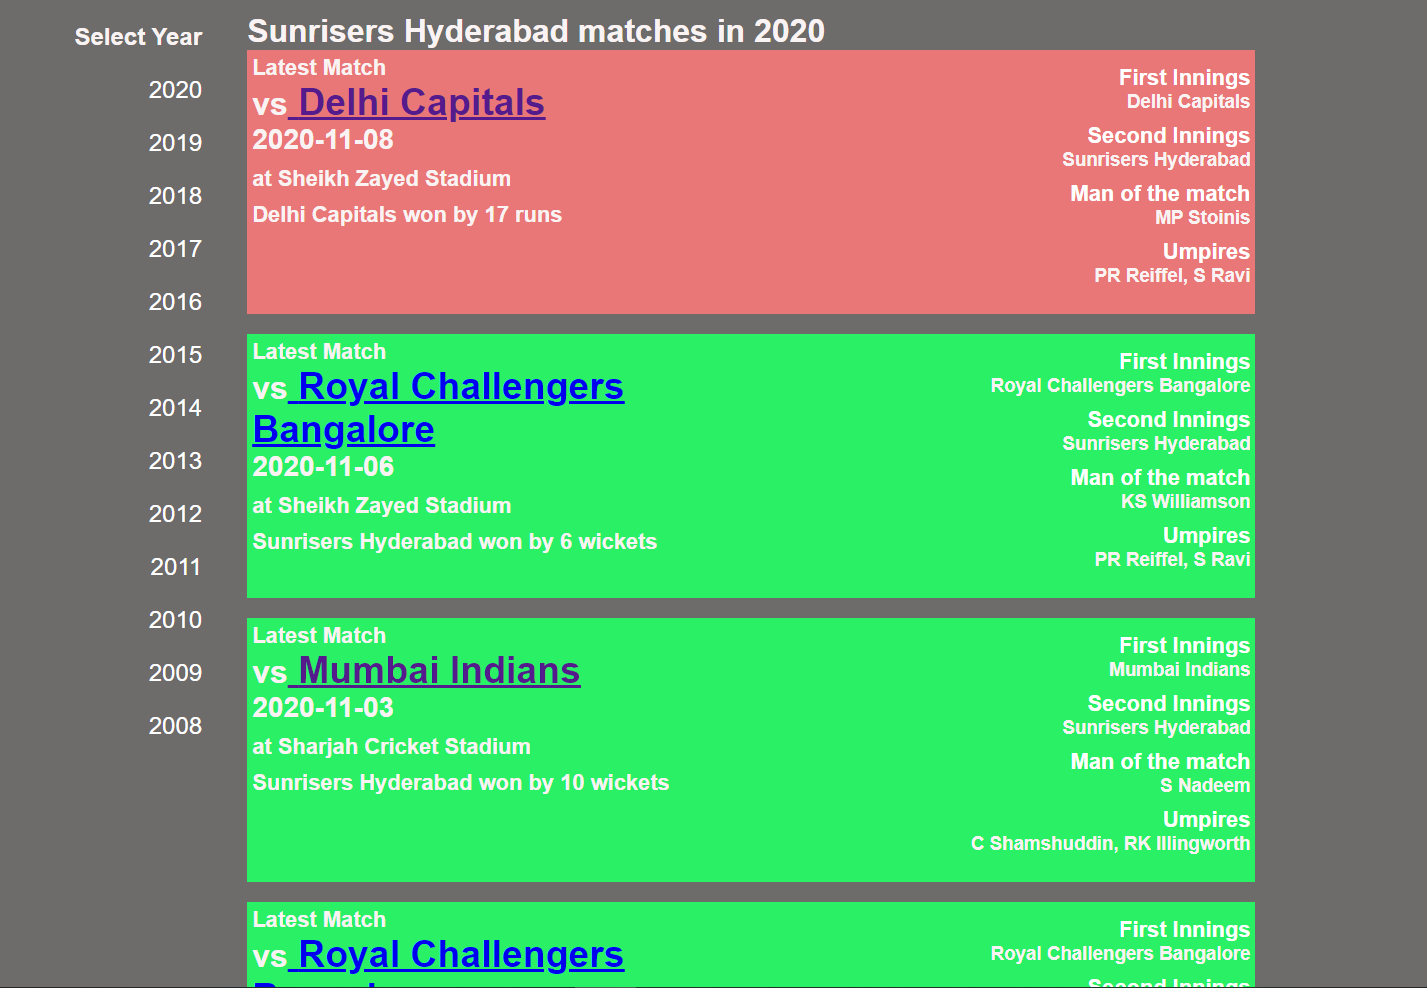 Select Year
2020
2019
2018
2017
2016
2015
2014
2013
2012
2011
2010
2009
2008
Sunrisers Hyderabad matches in 2020
Latest Match
vs Delhi Capitals
2020-11-08
at Sheikh Zayed Stadium
Delhi Capitals won by 17 runs
First Innings
Delhi Capitals
Second Innings
Sunrisers Hyderabad
Man of the match
MP Stoinis
Umpires
PR Reiffel, S Ravi
Latest Match
vs Royal Challengers
Bangalore
2020-11-06
at Sheikh Zayed Stadium
Sunrisers Hyderabad won by 6 wickets
First Innings
Royal Challengers Bangalore
Second Innings
Sunrisers Hyderabad
Man of the match
KS Williamson
Umpires
PR Reiffel, S Ravi
Latest Match
vs Mumbai Indians
2020-11-03
at Sharjah Cricket Stadium
Sunrisers Hyderabad won by 10 wickets
First Innings
Mumbai Indians
Second Innings
Sunrisers Hyderabad
Man of the match
S Nadeem
Umpires
C Shamshuddin, RK Illingworth
Latest Match
vs Royal Challengers
First Innings
Royal Challengers Bangalore
Second Innings